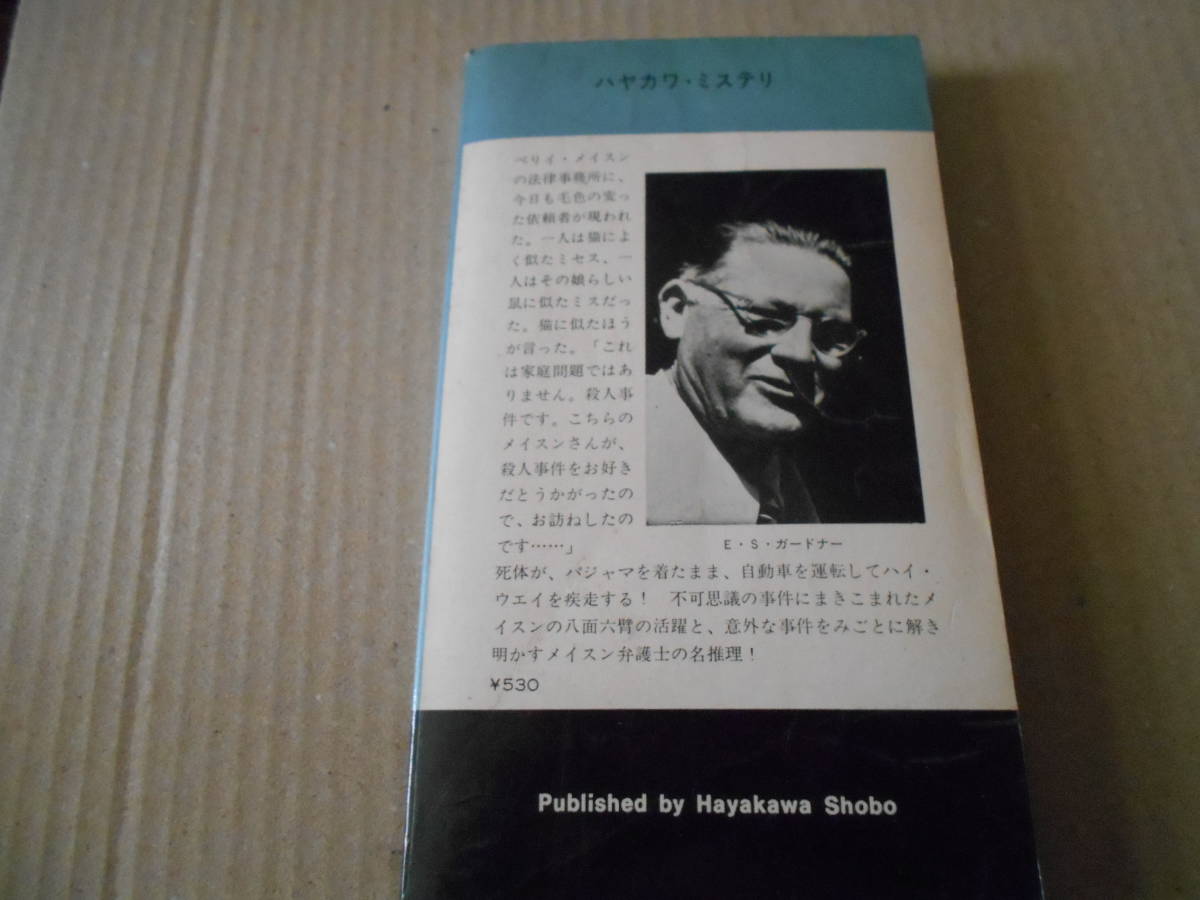 ハヤカワ・ミステリ
ペリイ・メイスン
の法律事務所に、
今日も毛色の変っ
た依頼者が現われ
た。一人は猫によ
く似たミセス、一
人はその娘らしい
鼠に似たミスだっ
た。猫に似たほう
が言った。「これ
は家庭問題ではあ
りません。殺人事
件です。こちらの
メイスンさんが、
殺人事件をお好き
だとうかがったの
で、お訪ねしたの
です……」
E・S・ガードナー
死体が、パジャマを着たまま、自動車を運転してハイ・
ウエイを疾走する！　不可思議の事件にまきこまれたメ
イスンの八面六臂の活躍と、意外な事件をみごとに解き
明かすメイスン弁護士の名推理！
¥530
Published by Hayakawa Shobo